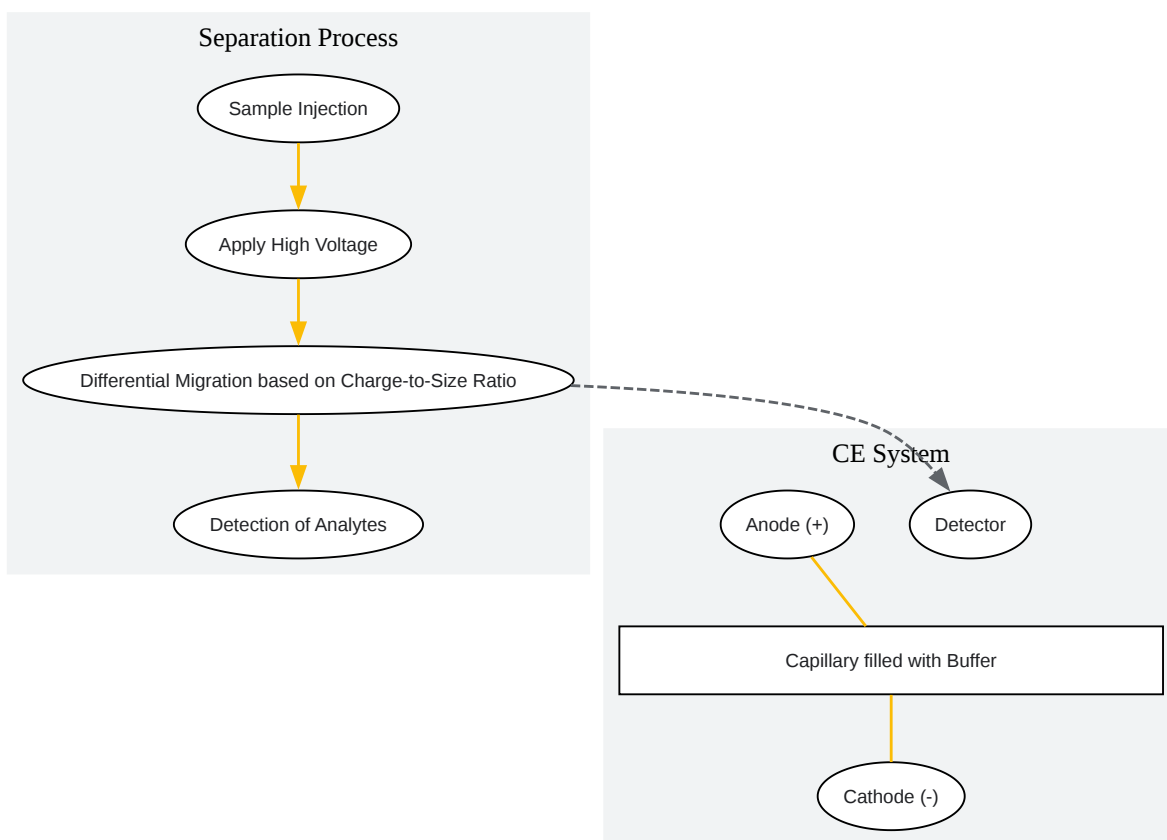 Separation Process
Sample Injection
Apply High Voltage
Differential Migration based on Charge-to-Size Ratio
Detection of Analytes
CE System
Anode (+)
Detector
Capillary filled with Buffer
Cathode (-)